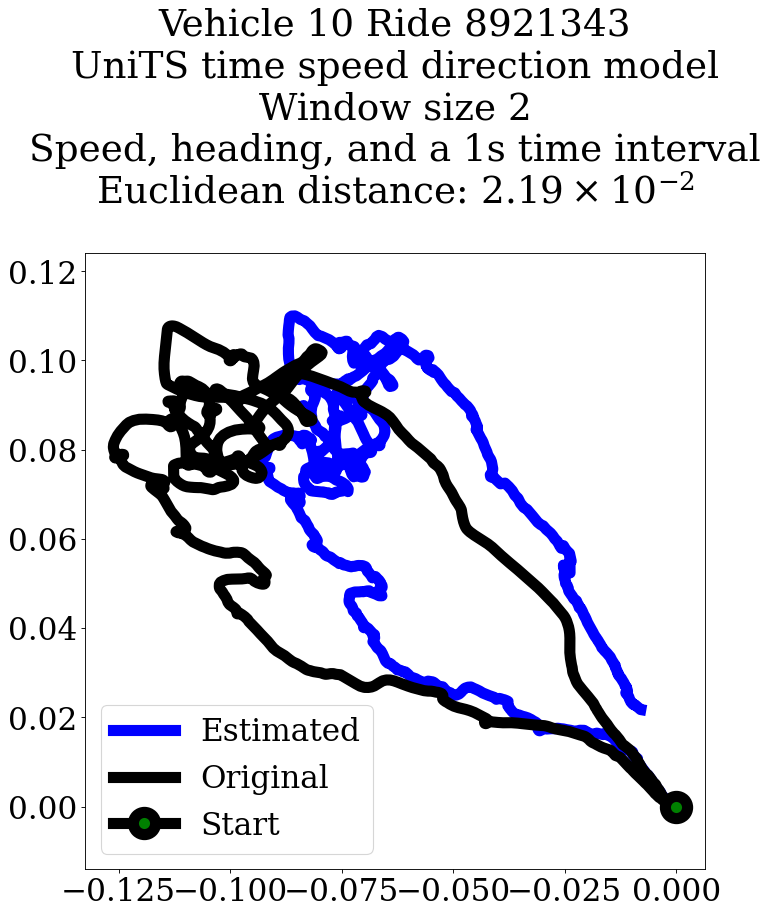 Vehicle 10 Ride 8921343
UniTS time speed direction model
Window size 2
Speed, heading, and a 1s time interval
Euclidean distance: 2.19 × 10⁻²
0.12
0.10
0.08
0.06
0.04
0.02
0.00
Estimated
Original
Start
−0.125 −0.100 −0.075 −0.050 −0.025 0.000